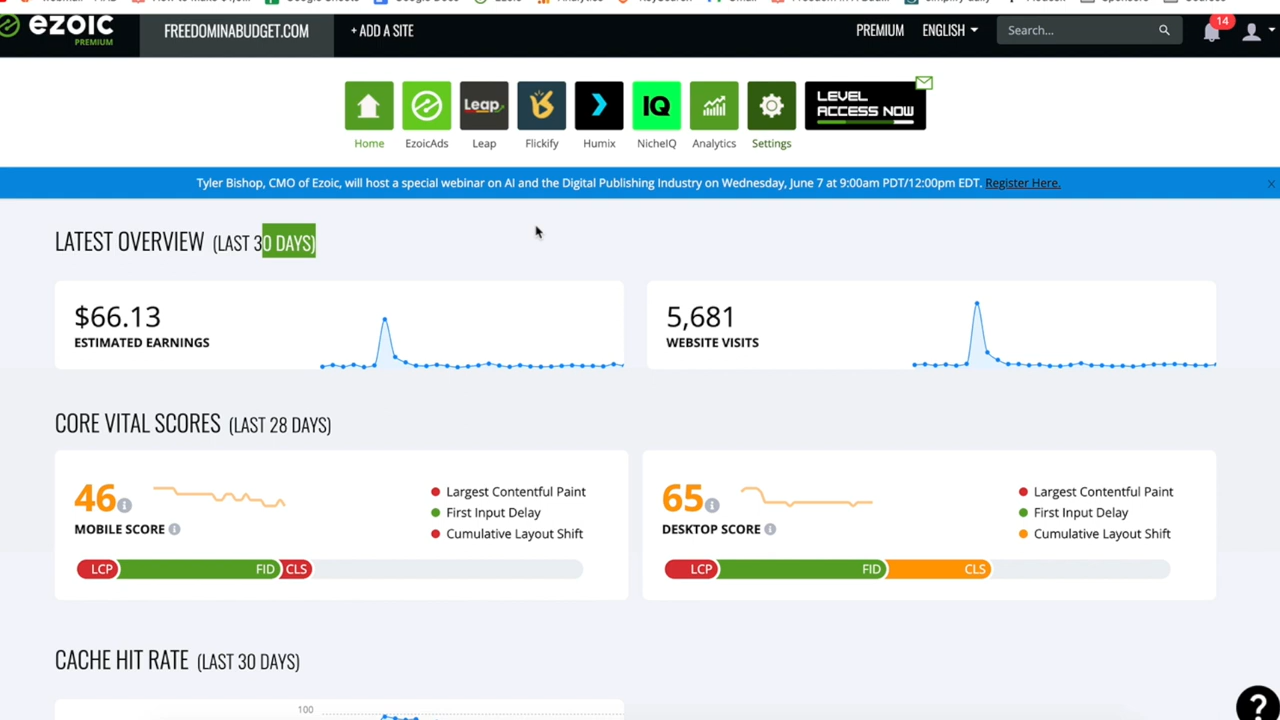 ezoic
PREMIUM
FREEDOMINABUDGET.COM
+ ADD A SITE
PREMIUM
ENGLISH
Search...
14
Leap
IQ
LEVEL
ACCESS NOW
Home
EzoicAds
Leap
Flickify
Humix
NicheIQ
Analytics
Settings
Tyler Bishop, CMO of Ezoic, will host a special webinar on AI and the Digital Publishing Industry on Wednesday, June 7 at 9:00am PDT/12:00pm EDT. Register Here.
LATEST OVERVIEW (LAST 30 DAYS)
$66.13
ESTIMATED EARNINGS
5,681
WEBSITE VISITS
CORE VITAL SCORES (LAST 28 DAYS)
46
MOBILE SCORE
Largest Contentful Paint
First Input Delay
Cumulative Layout Shift
LCP FID CLS
65
DESKTOP SCORE
Largest Contentful Paint
First Input Delay
Cumulative Layout Shift
LCP FID CLS
CACHE HIT RATE (LAST 30 DAYS)
100
?